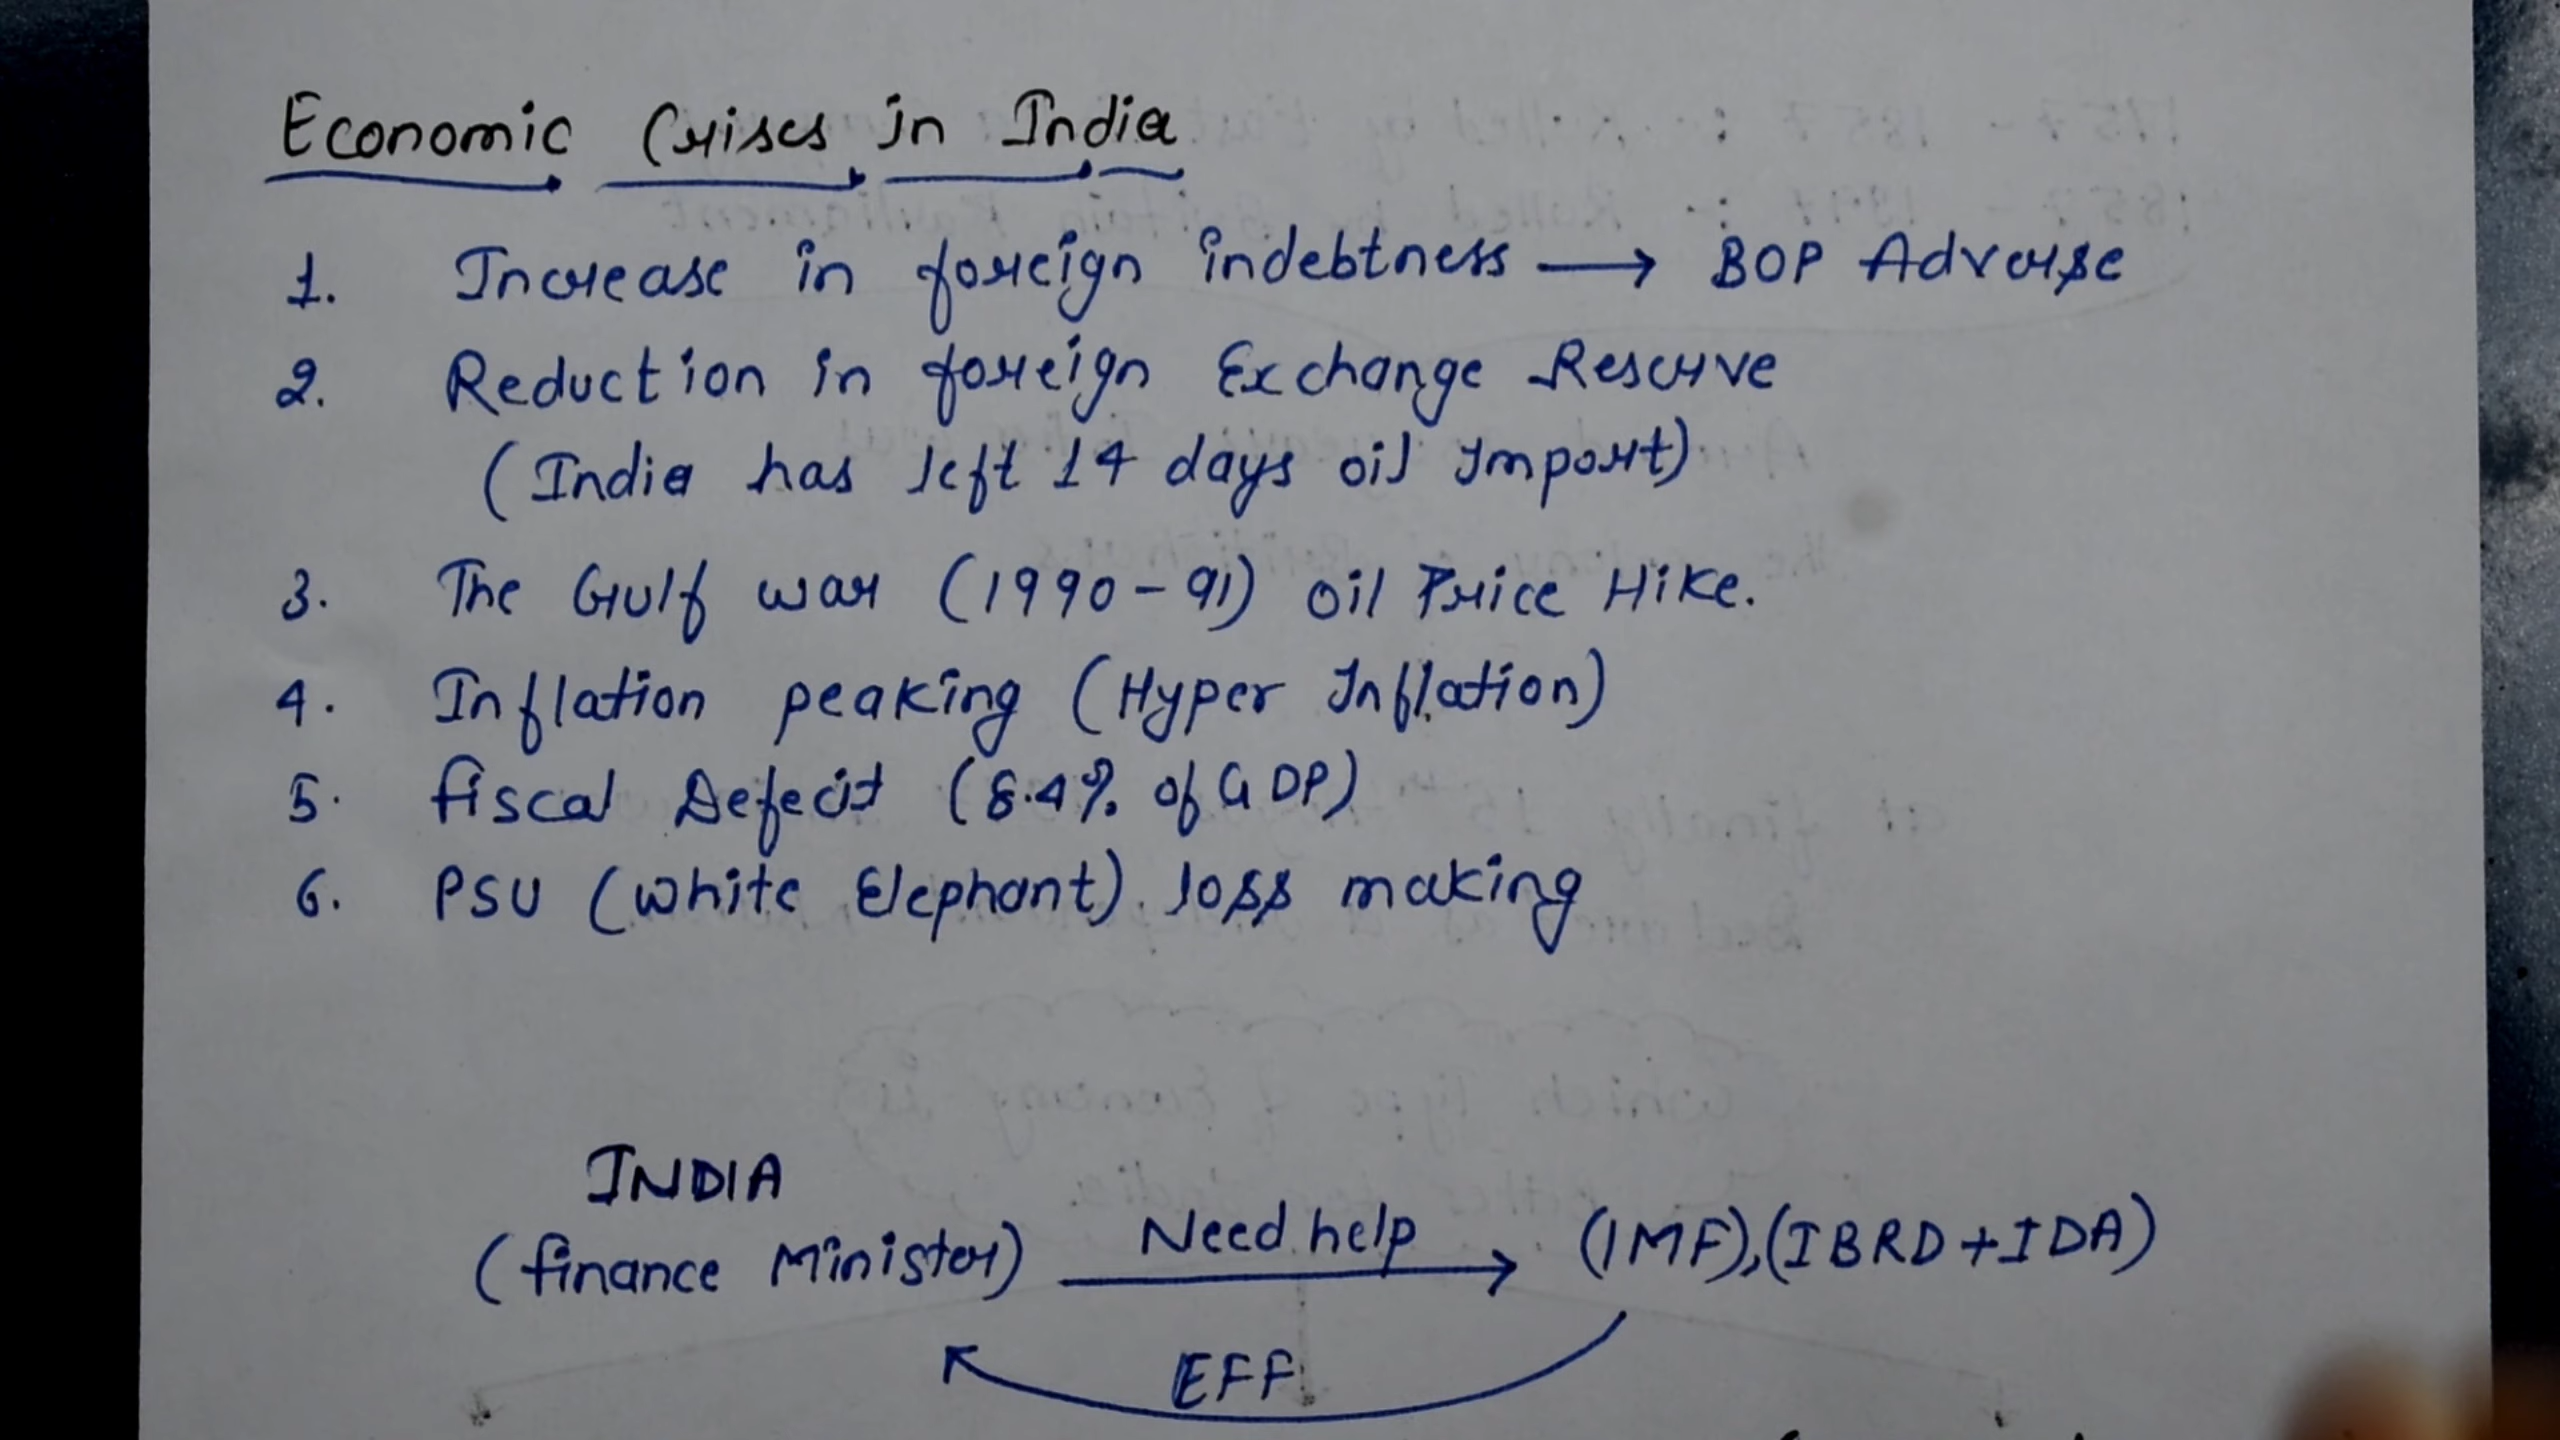 Economic Crises in India
1. Increase in foreign indebtness → BOP Adverse
2. Reduction in foreign Exchange Reserve
(India has left 14 days oil Import)
3. The Gulf war (1990-91) oil Price Hike.
4. Inflation peaking (Hyper Inflation)
5. fiscal Defecit (8.4% of GDP)
6. PSU (White Elephant) loss making
INDIA
(finance Minister) Need help → (IMF), (IBRD+IDA)
EFF